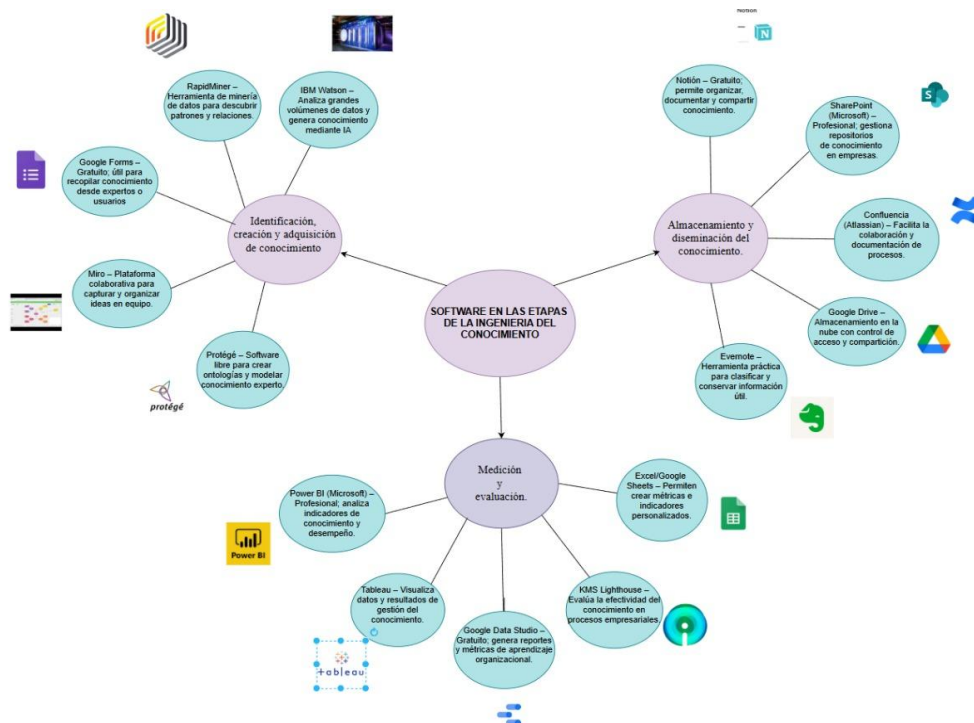 NOTION
RapidMiner –
Herramienta de minería
de datos para descubrir
patrones y relaciones.
IBM Watson –
Analiza grandes
volúmenes de datos y
genera conocimiento
mediante IA
Google Forms –
Gratuito; útil para
recopilar conocimiento
desde expertos o
usuarios
Identificación,
creación y adquisición
de conocimiento
Miro – Plataforma
colaborativa para
capturar y organizar
ideas en equipo.
Protégé – Software
libre para crear
ontologías y modelar
conocimiento experto.
protégé
SOFTWARE EN LAS ETAPAS
DE LA INGENIERIA DEL
CONOCIMIENTO
Notión – Gratuito;
permite organizar,
documentar y compartir
conocimiento.
SharePoint
(Microsoft) –
Profesional; gestiona
repositorios
de conocimiento
en empresas.
S
Almacenamiento y
diseminación del
conocimiento.
Confluencia
(Atlassian) – Facilita la
colaboración y
documentación de
procesos.
Google Drive –
Almacenamiento en la
nube con control de
acceso y compartición.
Evernote –
Herramienta práctica
para clasificar y
conservar información
útil.
Medición
y
evaluación.
Power BI (Microsoft) –
Profesional; analiza
indicadores de
conocimiento y
desempeño.
Power BI
Tableau – Visualiza
datos y resultados de
gestión del
conocimiento.
+ableau
Google Data Studio –
Gratuito; genera reportes
y métricas de aprendizaje
organizacional.
KMS Lighthouse –
Evalúa la efectividad del
conocimiento en
procesos empresariales.
Excel/Google
Sheets – Permiten
crear métricas e
indicadores
personalizados.